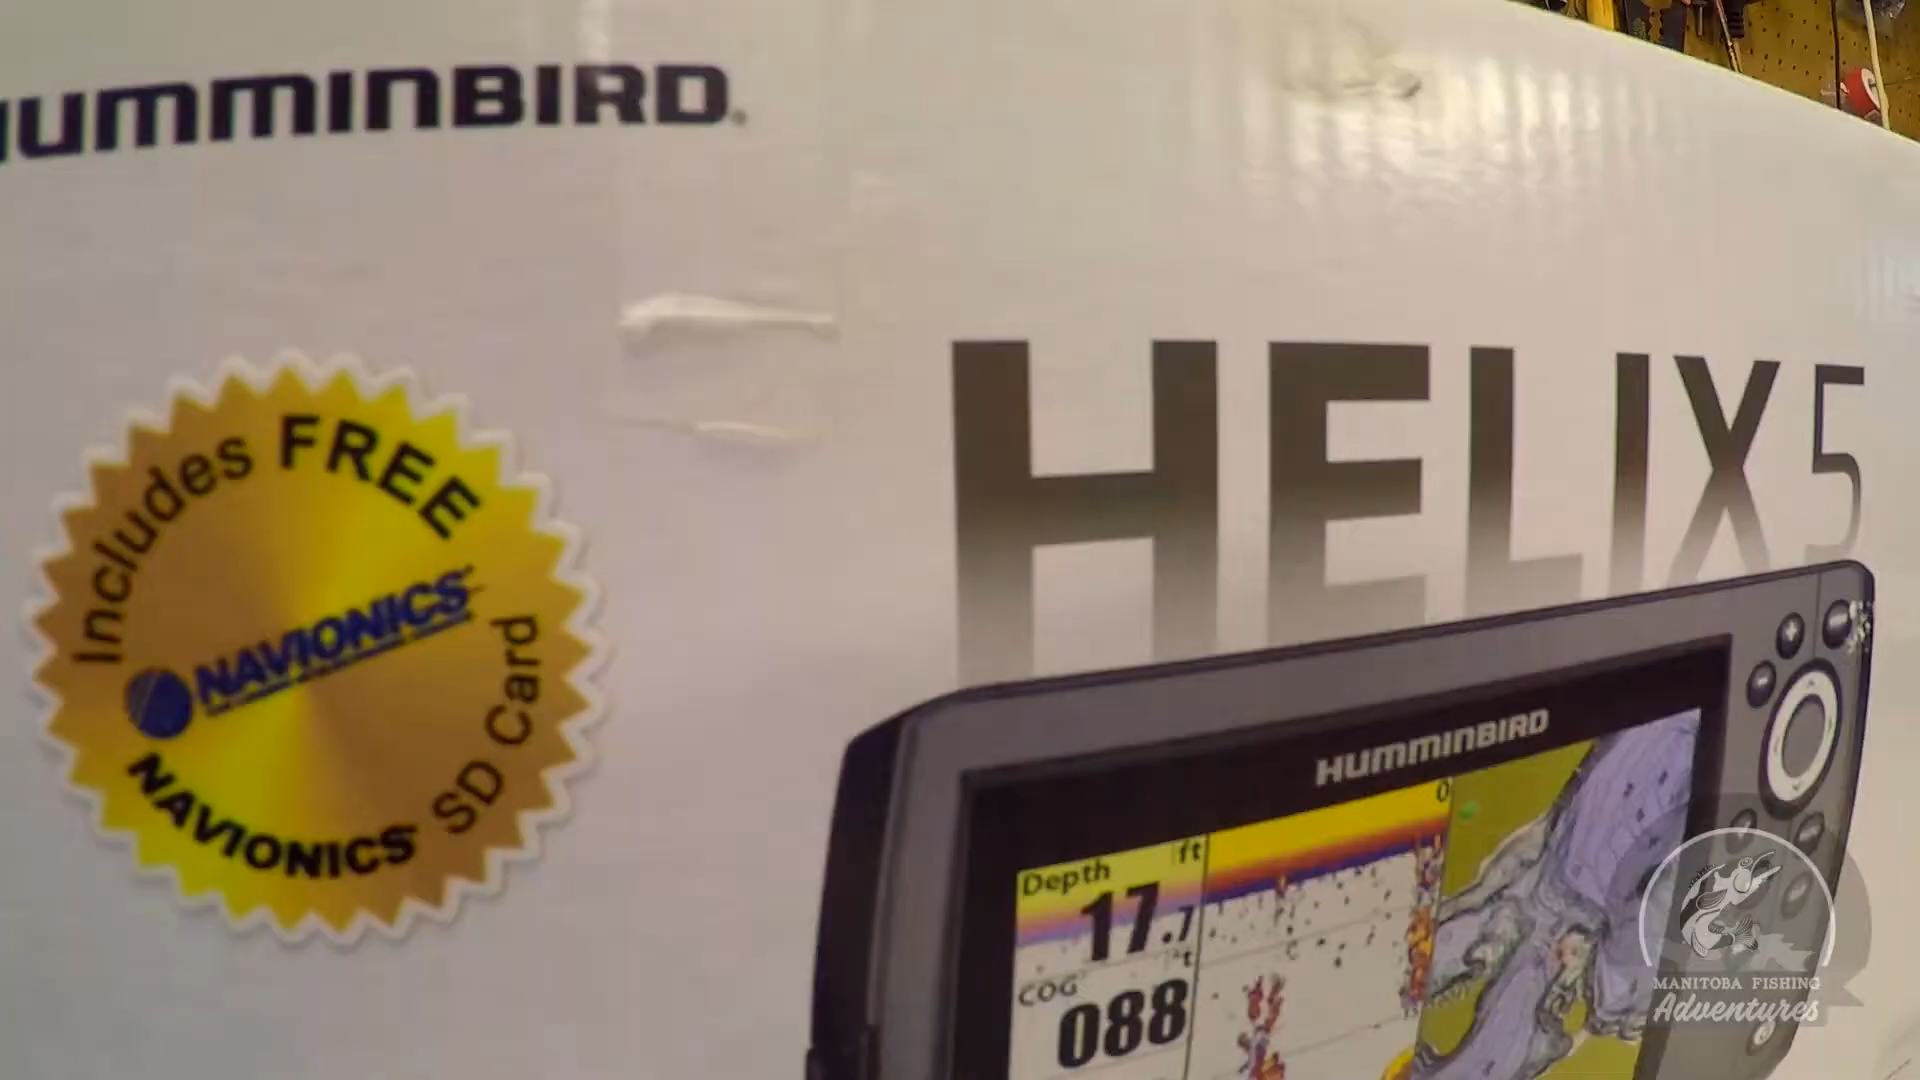 HUMMINBIRD®
HELIX 5
Includes FREE
NAVIONICS
NAVIONICS SD Card
HUMMINBIRD
0
Depth ft
17.7
COG
088
MANITOBA FISHING
Adventures